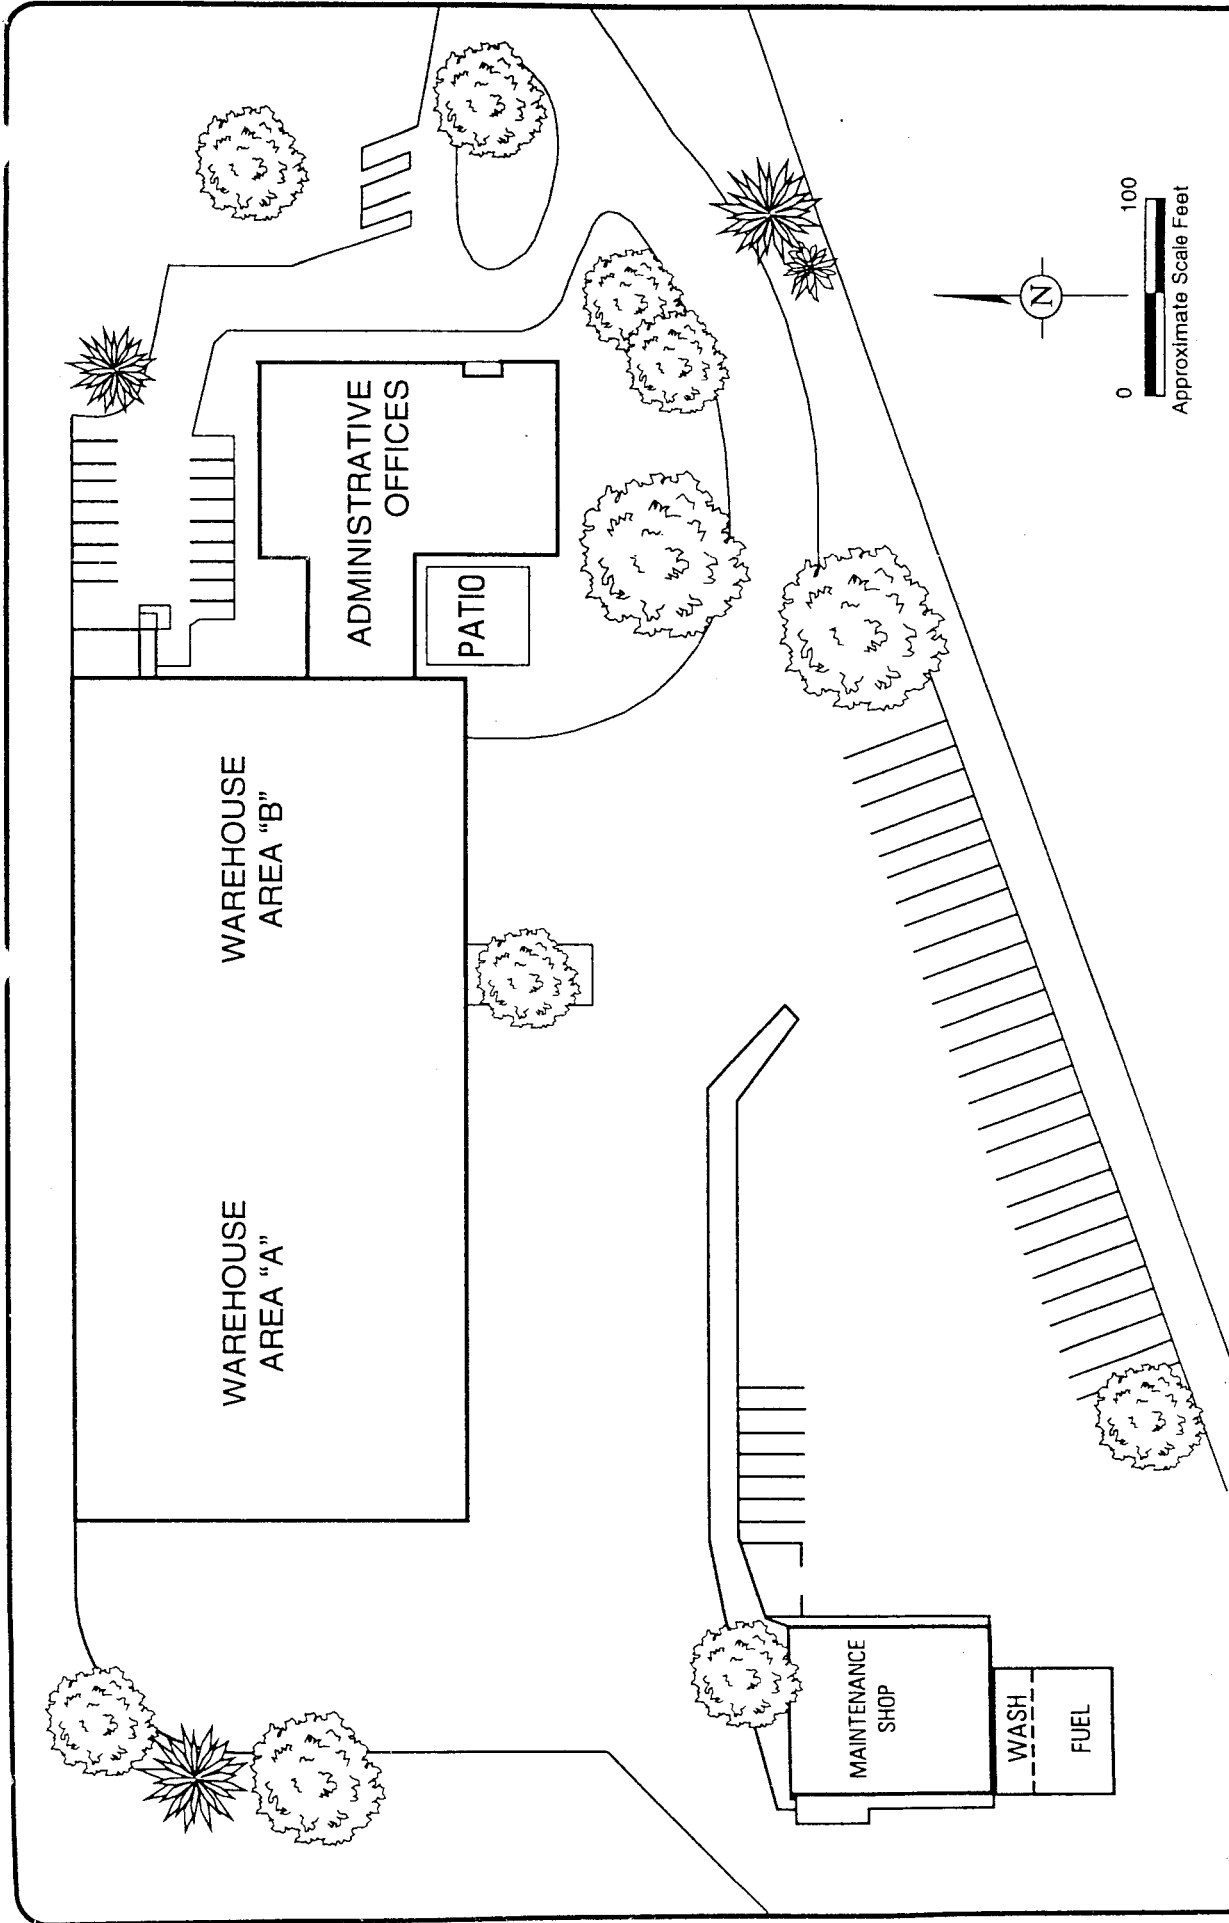 WAREHOUSE
AREA "A"
WAREHOUSE
AREA "B"
ADMINISTRATIVE
OFFICES
PATIO
MAINTENANCE
SHOP
WASH
FUEL
N
0 100
Approximate Scale Feet